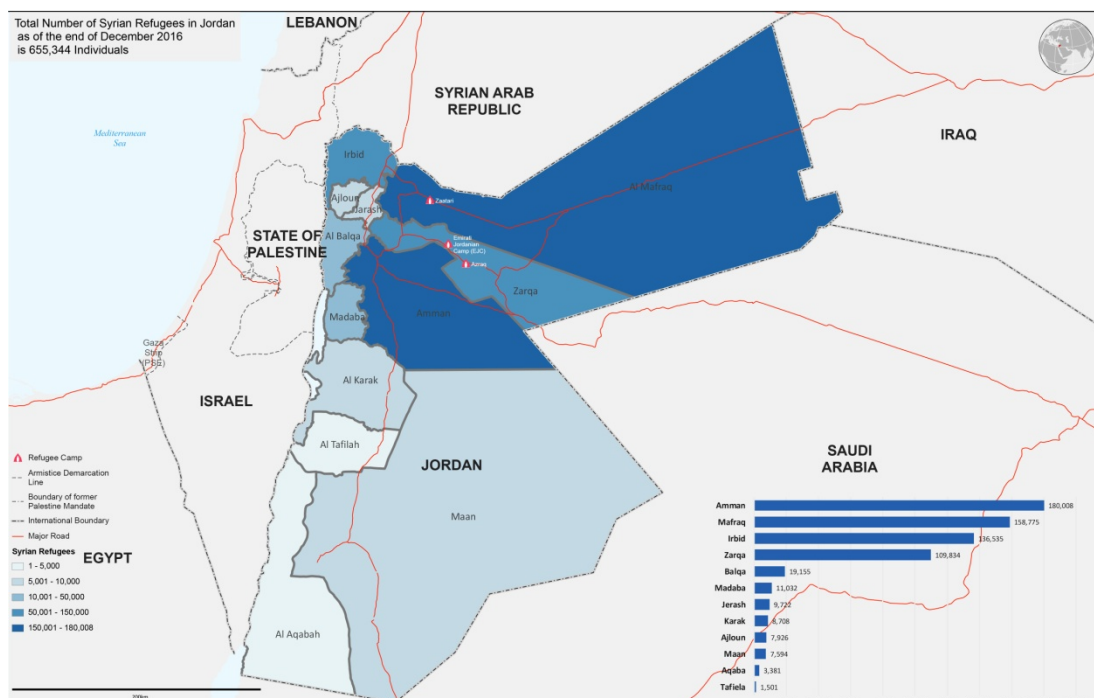 Total Number of Syrian Refugees in Jordan
as of the end of December 2016
is 655,344 Individuals
LEBANON
SYRIAN ARAB
REPUBLIC
Mediterranean
Sea
IRAQ
Irbid
Ajloun
Jarash
Al Mafraq
Zaatari
STATE OF
PALESTINE
Al Balqa
Emirati
Jordanian
Camp (EJC)
Azraq
Zarqa
Amman
Madaba
Gaza
Strip
(PSE)
Al Karak
ISRAEL
Al Tafilah
JORDAN
SAUDI
ARABIA
Maan
EGYPT
Al Aqabah
Refugee Camp
Armistice Demarcation
Line
Boundary of former
Palestine Mandate
International Boundary
Major Road
Syrian Refugees
1 - 5,000
5,001 - 10,000
10,001 - 50,000
50,001 - 150,000
150,001 - 180,008
Amman 180,008
Mafraq 158,775
Irbid 136,535
Zarqa 109,834
Balqa 19,155
Madaba 11,032
Jerash 9,722
Karak 8,708
Ajloun 7,926
Maan 7,594
Aqaba 3,381
Tafiela 1,501